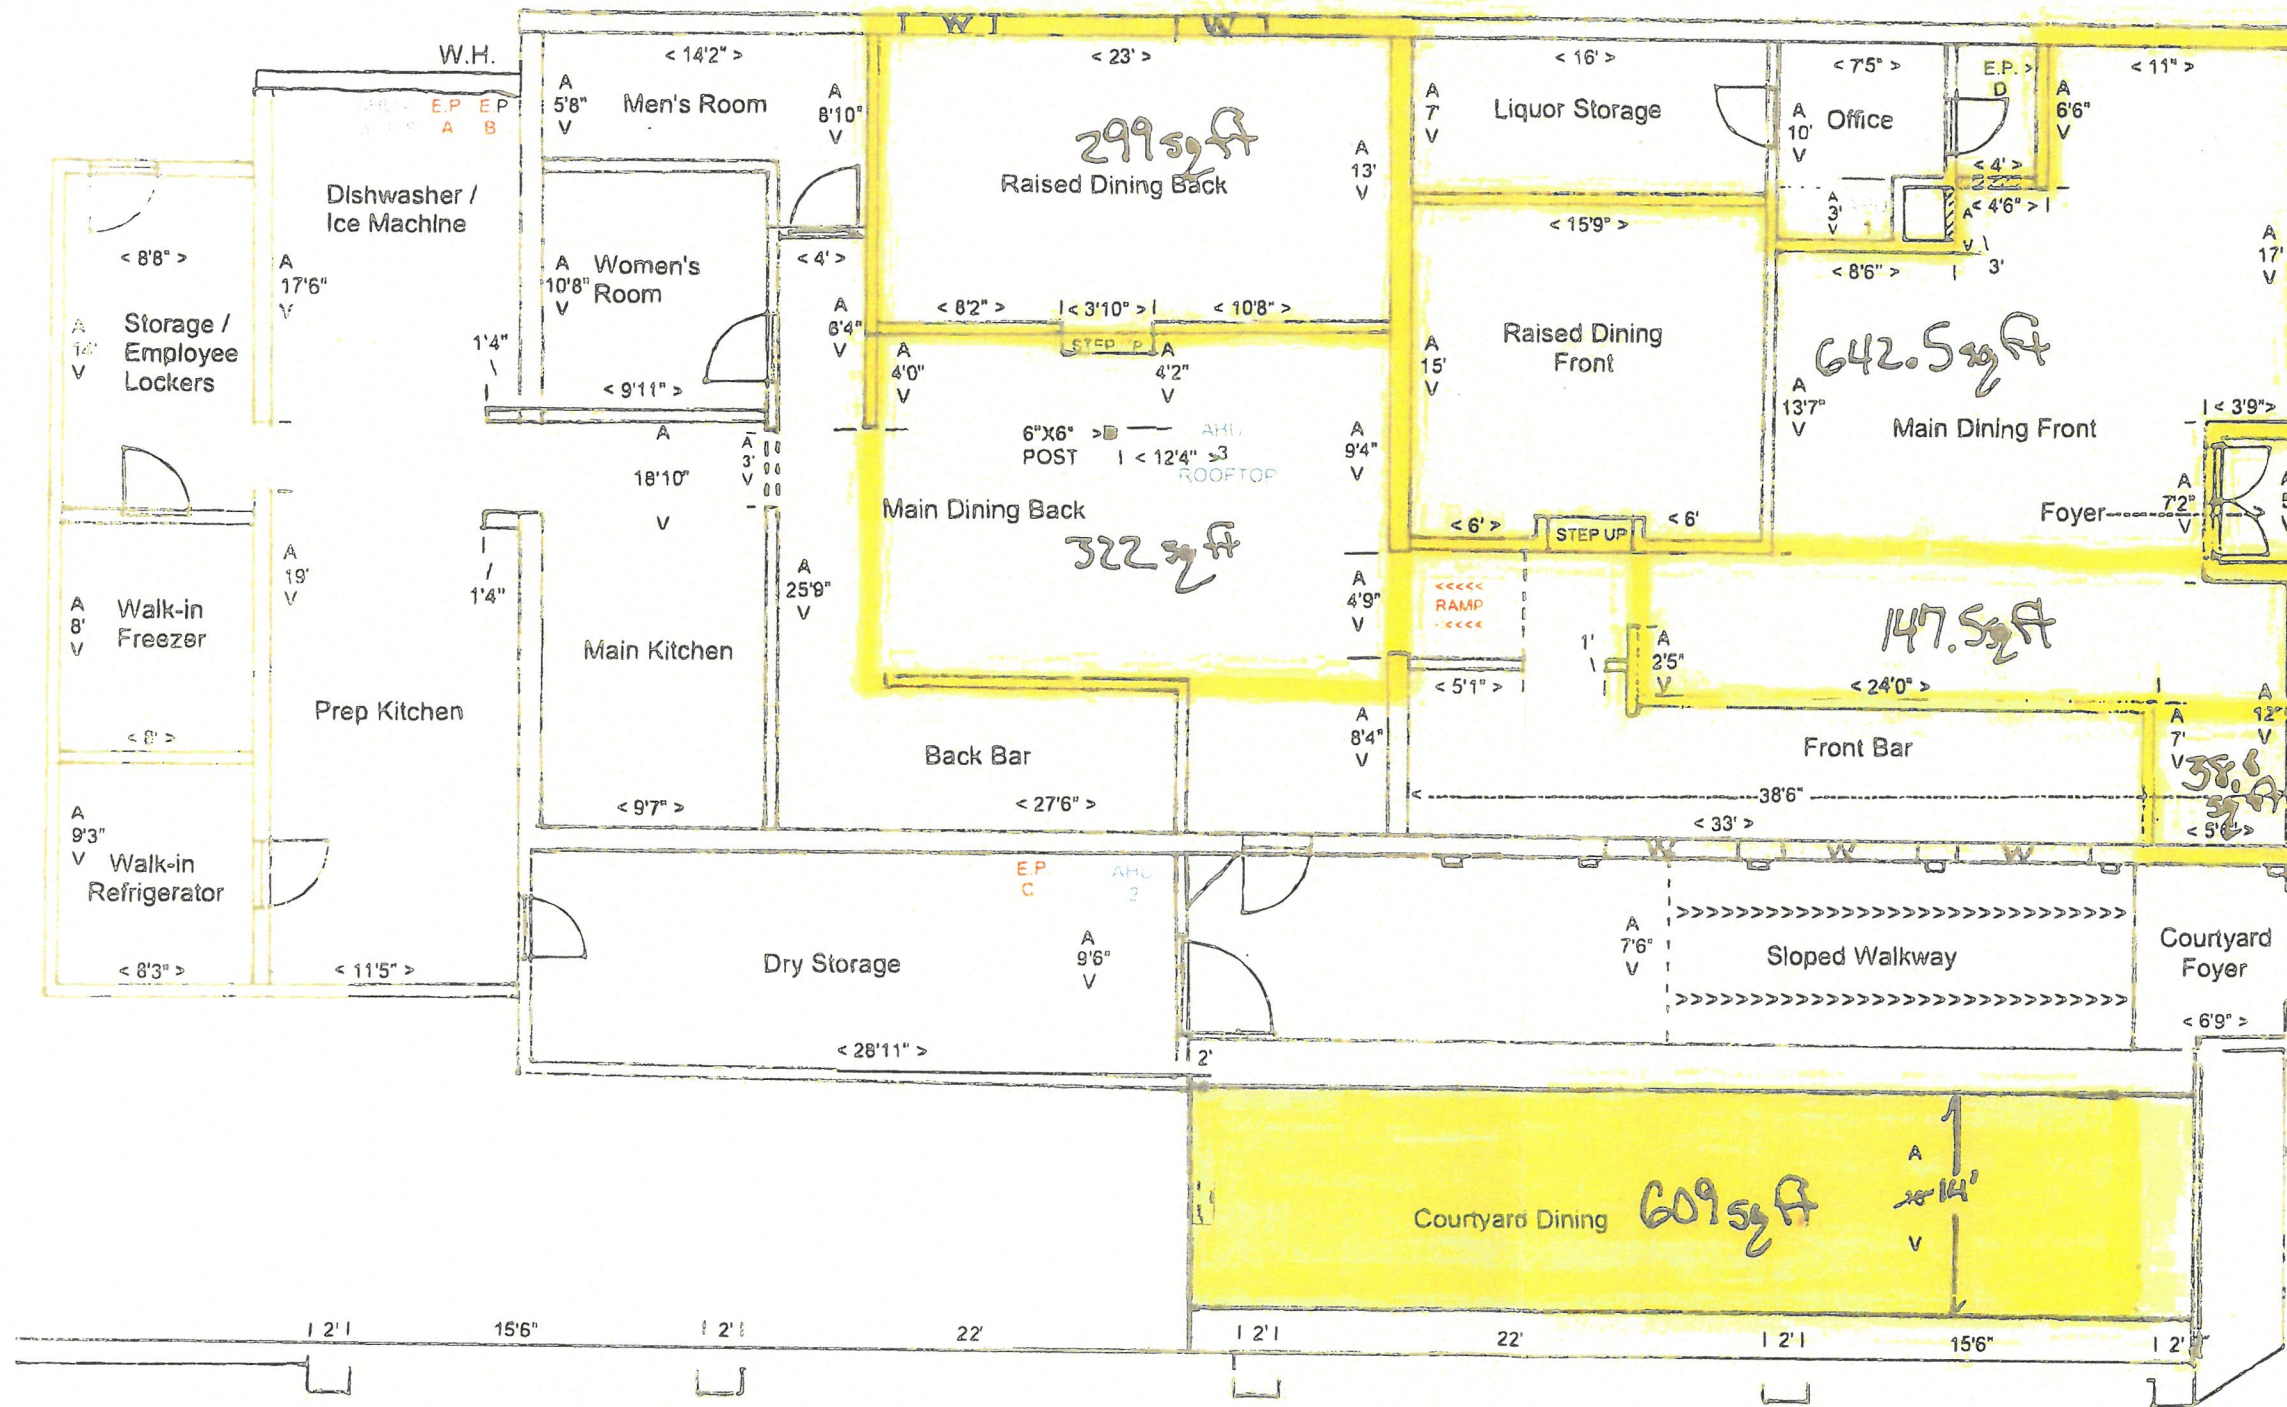 W.H.
E.P
A
E P
B
A
5'8"
V
< 14'2" >
Men's Room
A
8'10"
V
W
W
< 23' >
299 sq ft
Raised Dining Back
A
13'
V
< 16' >
A
7'
V
Liquor Storage
< 7'5" >
A
10'
V
Office
E.P. >
D
A
6'6"
V
< 11" >
Dishwasher /
Ice Machine
A
17'6"
V
< 8'8" >
A
14'
V
Storage /
Employee
Lockers
1'4"
\
A
10'8"
V
Women's
Room
< 9'11" >
< 4' >
A
6'4"
V
< 8'2" >
I < 3'10" > I
< 10'8" >
A
4'0"
V
A
4'2"
V
6"X6" >
POST
I < 12'4" >
3
ROOFTOP
A
9'4"
V
Main Dining Back
322 sq ft
< 15'9" >
Raised Dining
Front
A
15'
V
< 6' >
STEP UP
< 6'
A
3'
V
< 4' >
< 4'6" > I
< 8'6" >
3'
A
17'
V
642.5 sq ft
A
13'7"
V
Main Dining Front
I < 3'9" >
Foyer
A
7'2"
V
A
18'10"
V
A
3'
V
A
19'
V
/
1'4"
A
8'
V
Walk-in
Freezer
< 8' >
Prep Kitchen
Main Kitchen
< 9'7" >
A
25'9"
V
Back Bar
< 27'6" >
A
4'9"
V
<<<<<
RAMP
<<<<
< 5'1" >
1'
\
A
2'5"
V
147.5 sq ft
< 24'0" >
A
8'4"
V
Front Bar
38'6"
< 33' >
A
7'
V
A
12'
V
38.6
sq ft
A
9'3"
V
Walk-in
Refrigerator
< 8'3" >
< 11'5" >
Dry Storage
E.P
C
2
A
9'6"
V
< 28'11" >
2'
W
W
W
A
7'6"
V
>>>>>>>>>>>>>>>>>>>>>>>>>>>>>>
Sloped Walkway
>>>>>>>>>>>>>>>>>>>>>>>>>>>>>>
Courtyard
Foyer
< 6'9" >
Courtyard Dining
609 sq ft
A
14'
V
I 2' I
15'6"
I 2' I
22'
I 2' I
22'
I 2' I
15'6"
I 2'